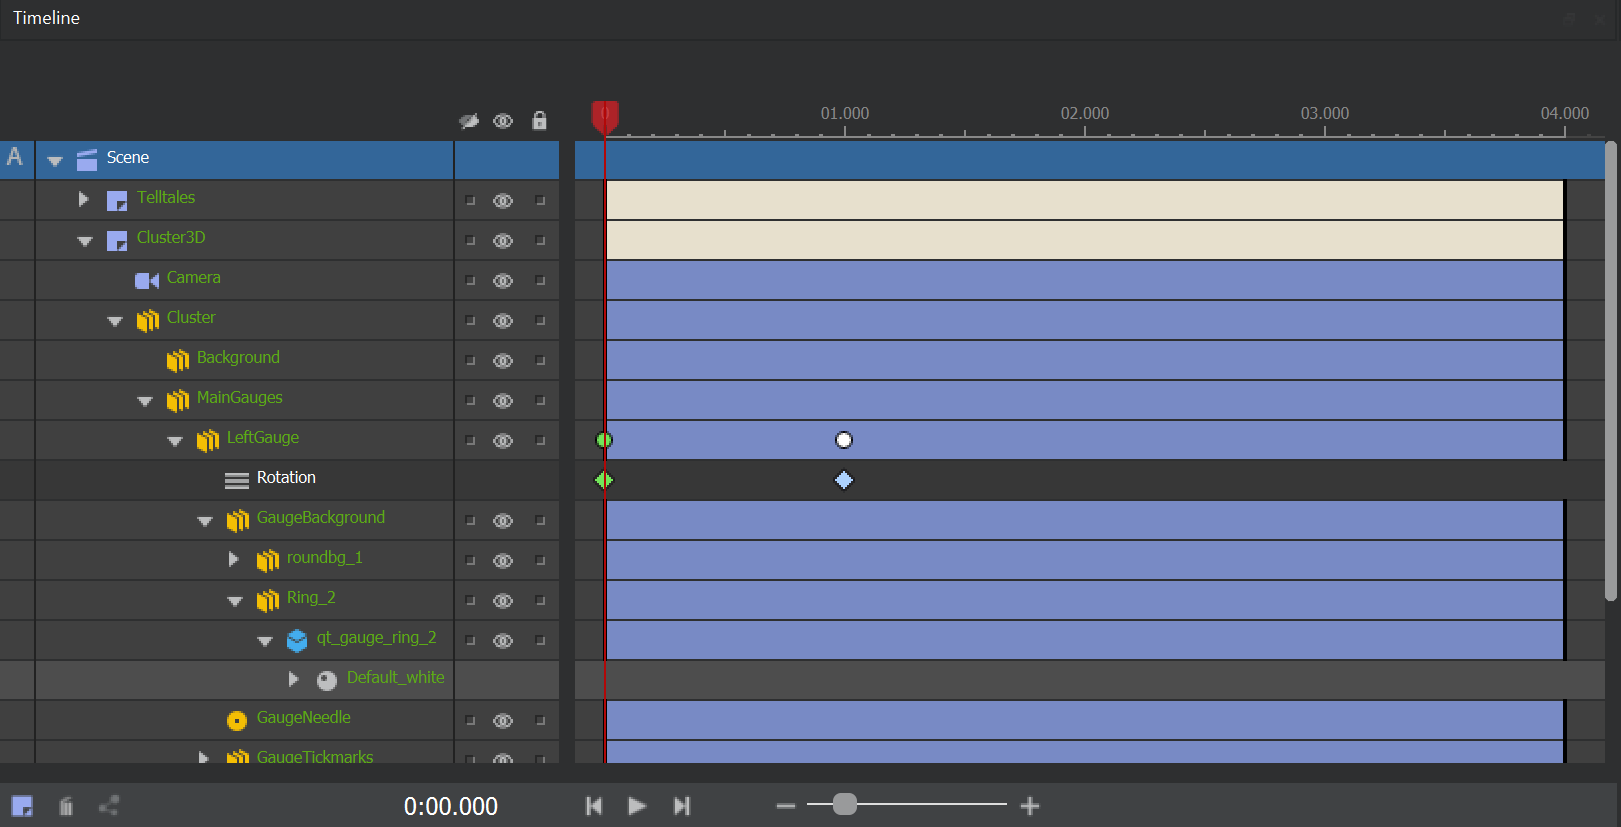 Timeline
0 01.000 02.000 03.000 04.000
A Scene
Telltales
Cluster3D
Camera
Cluster
Background
MainGauges
LeftGauge
Rotation
GaugeBackground
roundbg_1
Ring_2
qt_gauge_ring_2
Default_white
GaugeNeedle
GaugeTickmarks
0:00.000